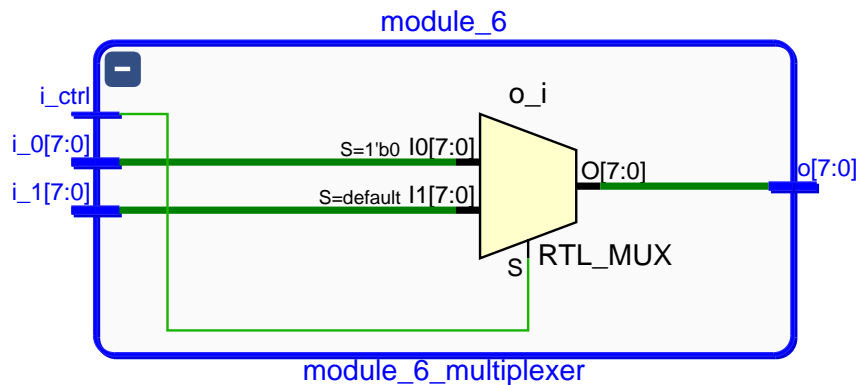 module_6
o_i
i_ctrl
i_0[7:0]
S=1'b0 I0[7:0]
i_1[7:0]
S=default I1[7:0]
O[7:0]
o[7:0]
S
RTL_MUX
module_6_multiplexer